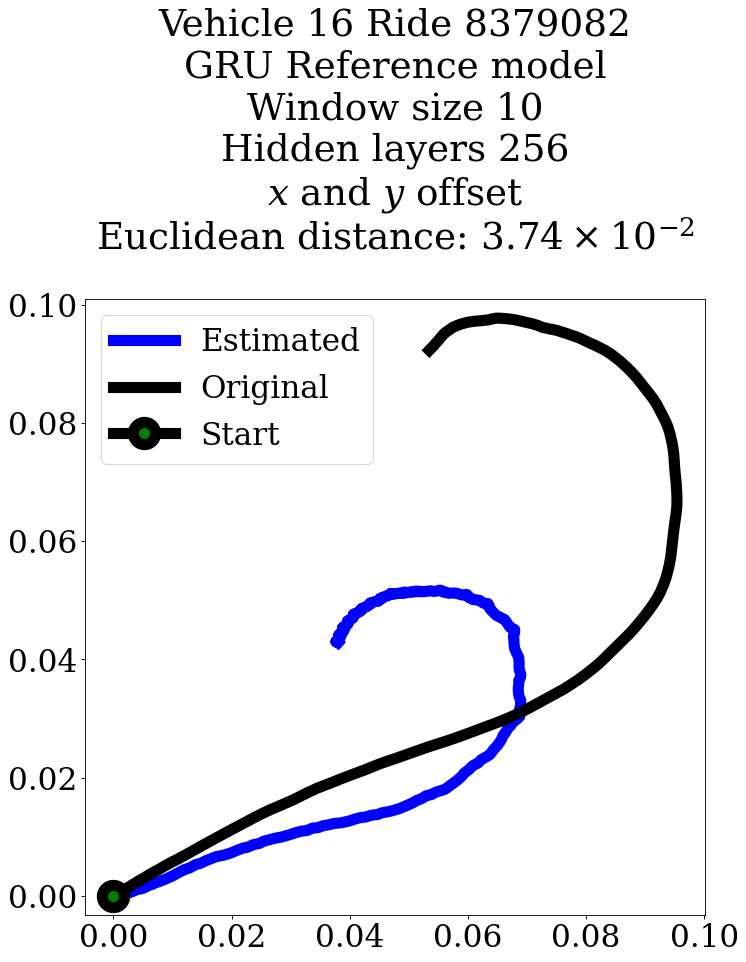 Vehicle 16 Ride 8379082
GRU Reference model
Window size 10
Hidden layers 256
x and y offset
Euclidean distance: 3.74 × 10⁻²
Estimated
Original
Start
0.10
0.08
0.06
0.04
0.02
0.00
0.00 0.02 0.04 0.06 0.08 0.10